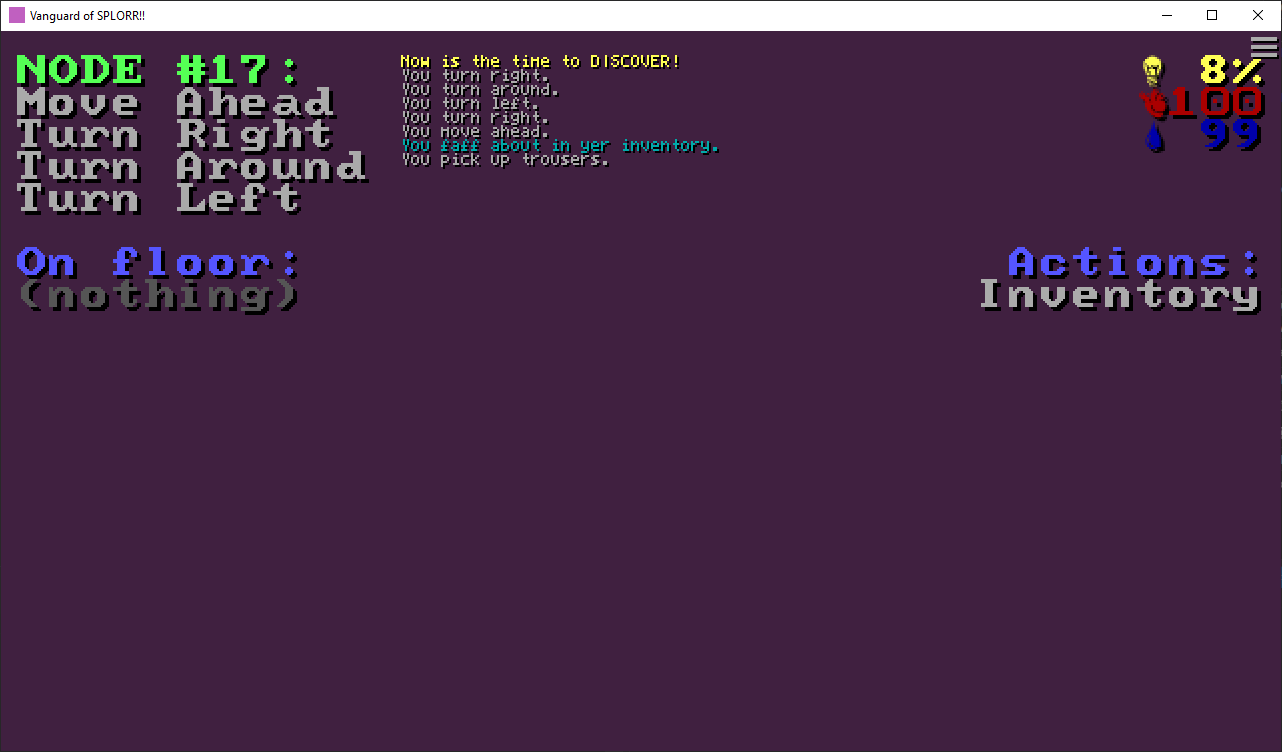 Vanguard of SPLORR!!
NODE #17:
Move Ahead
Turn Right
Turn Around
Turn Left
On floor:
(nothing)
Now is the time to DISCOVER!
You turn right.
You turn around.
You turn left.
You turn right.
You move ahead.
You faff about in yer inventory.
You pick up trousers.
8%
100
99
Actions:
Inventory